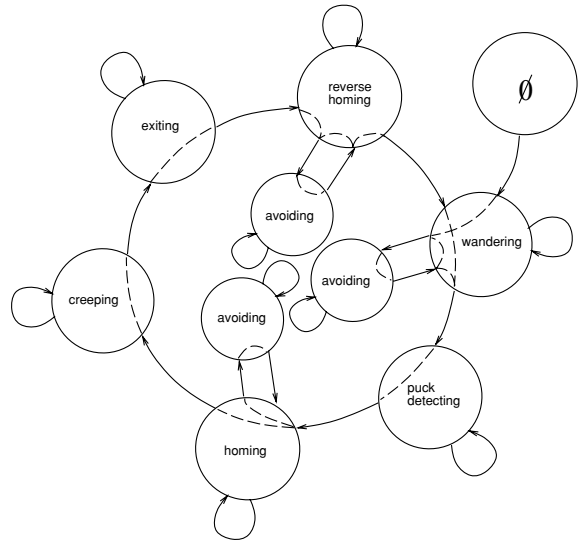 reverse
homing
∅
exiting
avoiding
wandering
avoiding
creeping
avoiding
puck
detecting
homing